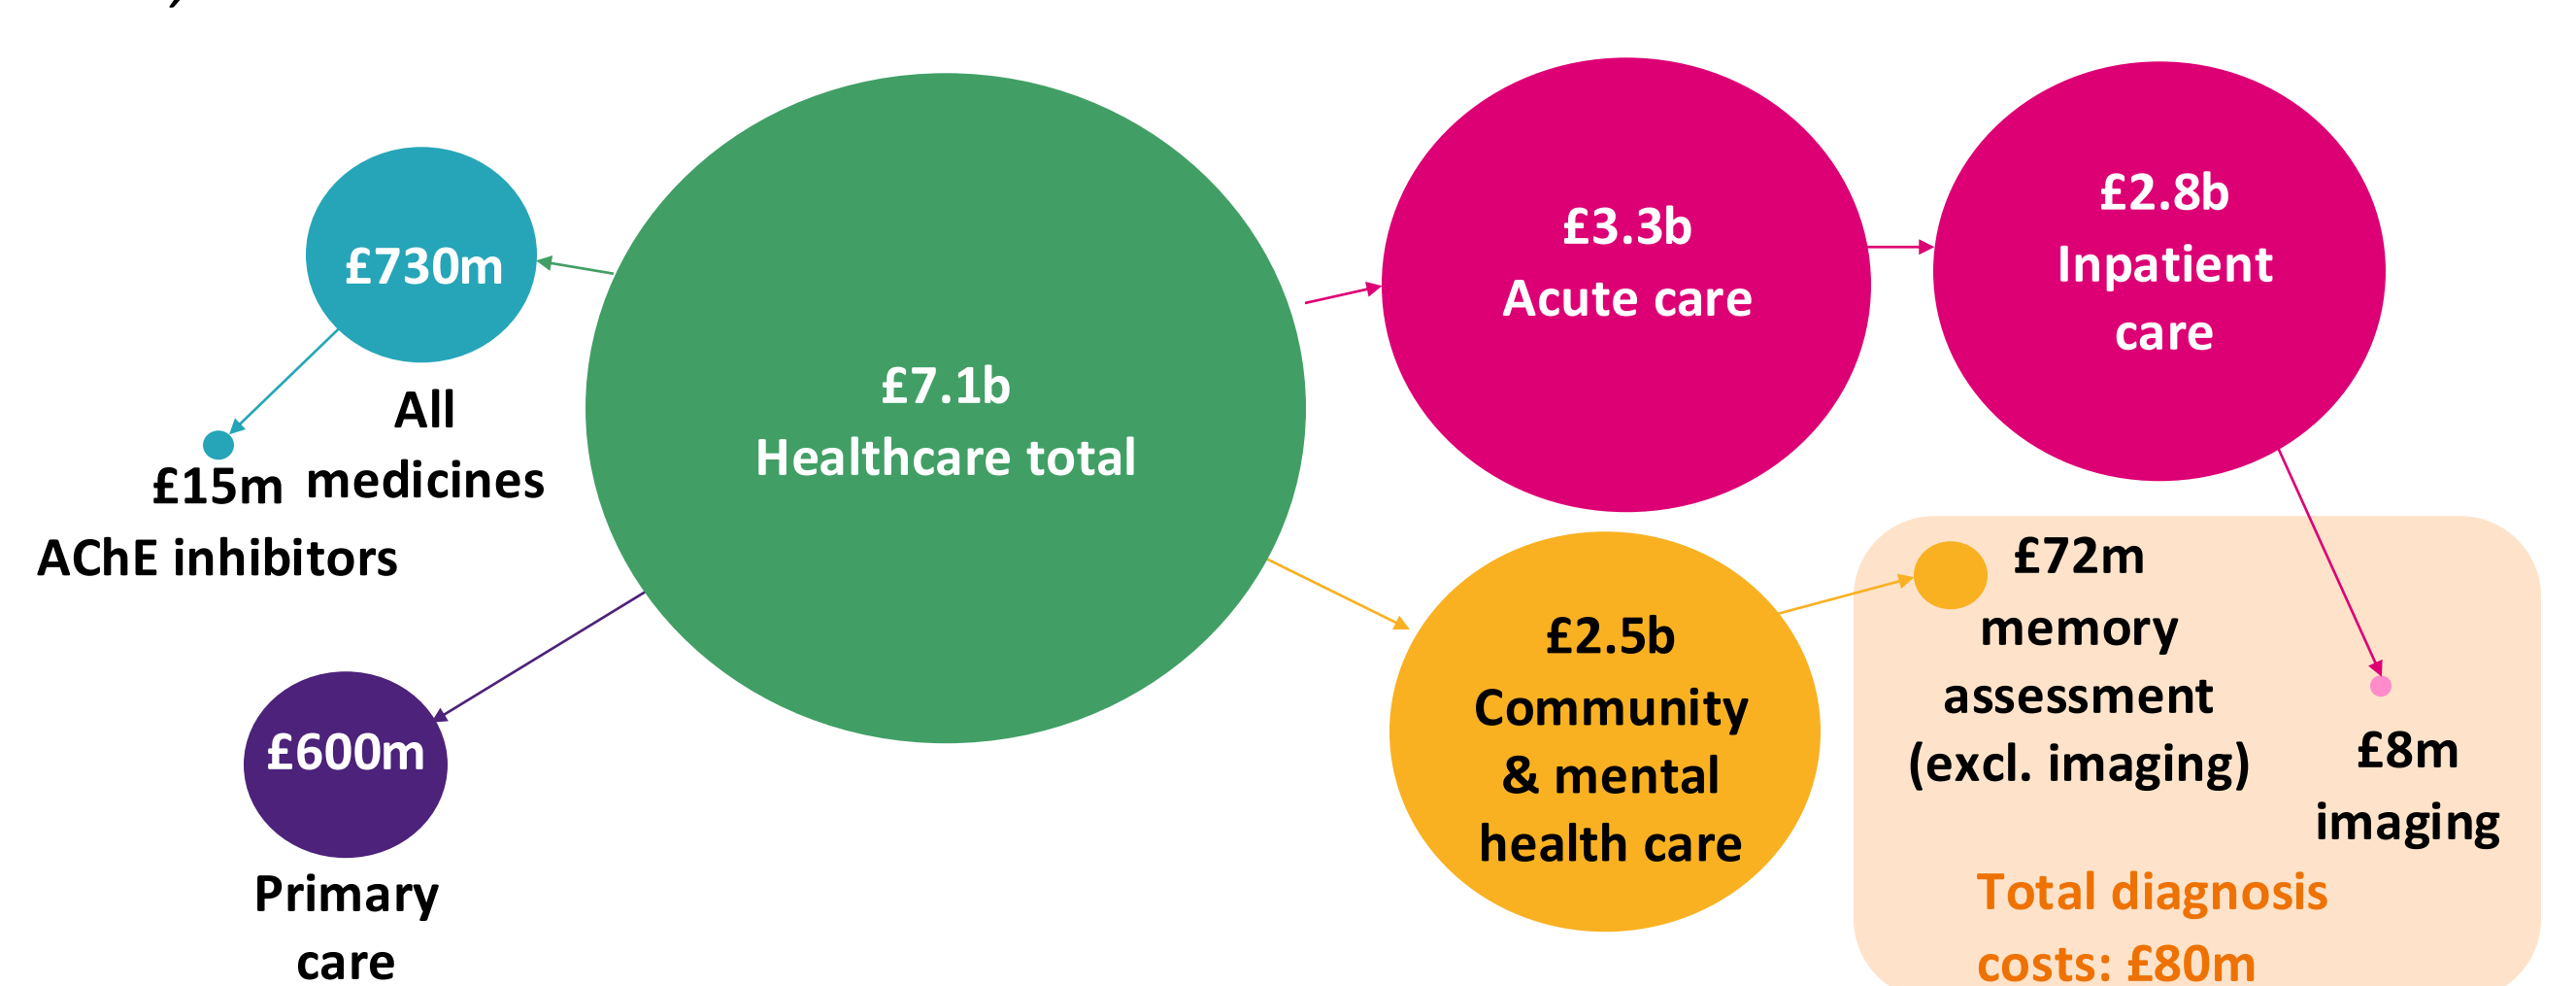 £730m
All
medicines
£15m
AChE inhibitors
£600m
Primary
care
£7.1b
Healthcare total
£3.3b
Acute care
£2.8b
Inpatient
care
£2.5b
Community
& mental
health care
£72m
memory
assessment
(excl. imaging)
£8m
imaging
Total diagnosis
costs: £80m